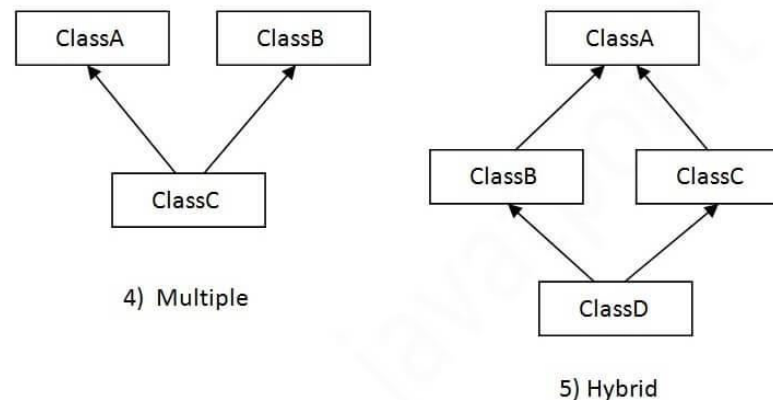 ClassA
ClassB
ClassC
4) Multiple
ClassA
ClassB
ClassC
ClassD
5) Hybrid